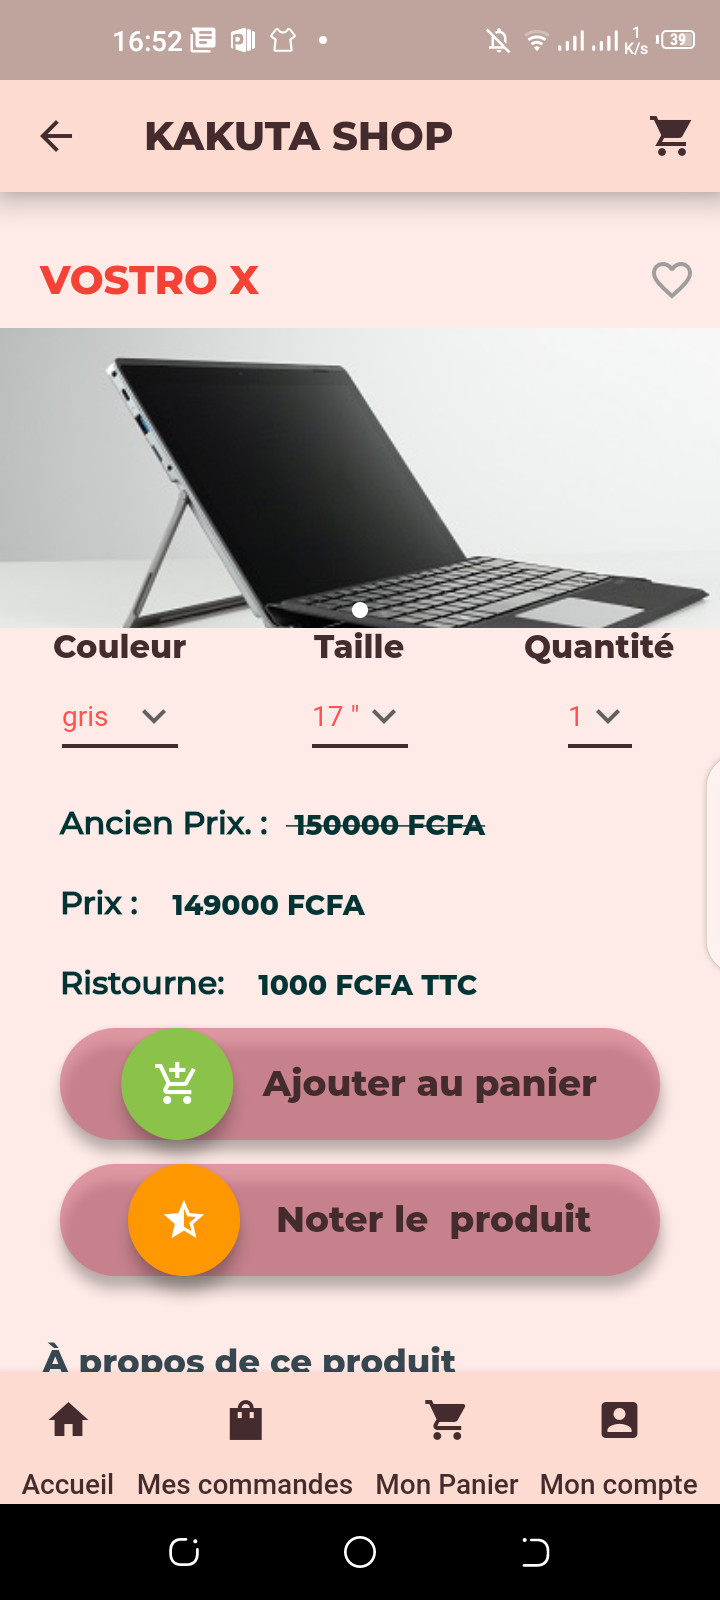 16:52
1
K/s
39
KAKUTA SHOP
VOSTRO X
Couleur Taille Quantité
gris 17 " 1
Ancien Prix. : 150000 FCFA
Prix : 149000 FCFA
Ristourne: 1000 FCFA TTC
Ajouter au panier
Noter le produit
À propos de ce produit
Accueil Mes commandes Mon Panier Mon compte